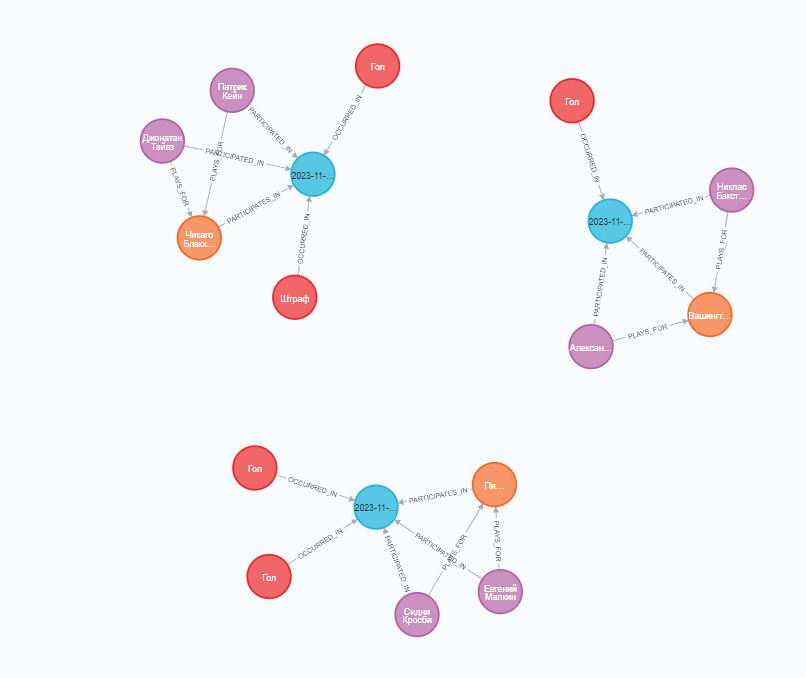 Гол
Патрик
Кейн
PARTICIPATED_IN
OCCURRED_IN
Джонатан
Тэйвз
PARTICIPATED_IN
PLAYS_FOR
PLAYS_FOR
2023-11-...
PARTICIPATES_IN
Чикаго
Блэкх...
OCCURRED_IN
Штраф
Гол
OCCURRED_IN
Никлас
Бэкст...
PARTICIPATED_IN
2023-11-...
PLAYS_FOR
PARTICIPATES_IN
PARTICIPATED_IN
Вашингт...
PLAYS_FOR
Алексан...
Гол
OCCURRED_IN
Пи...
PARTICIPATES_IN
2023-11-...
OCCURRED_IN
PARTICIPATED_IN
PARTICIPATED_IN
PLAYS_FOR
PLAYS_FOR
Гол
Евгений
Малкин
Сидни
Кросби